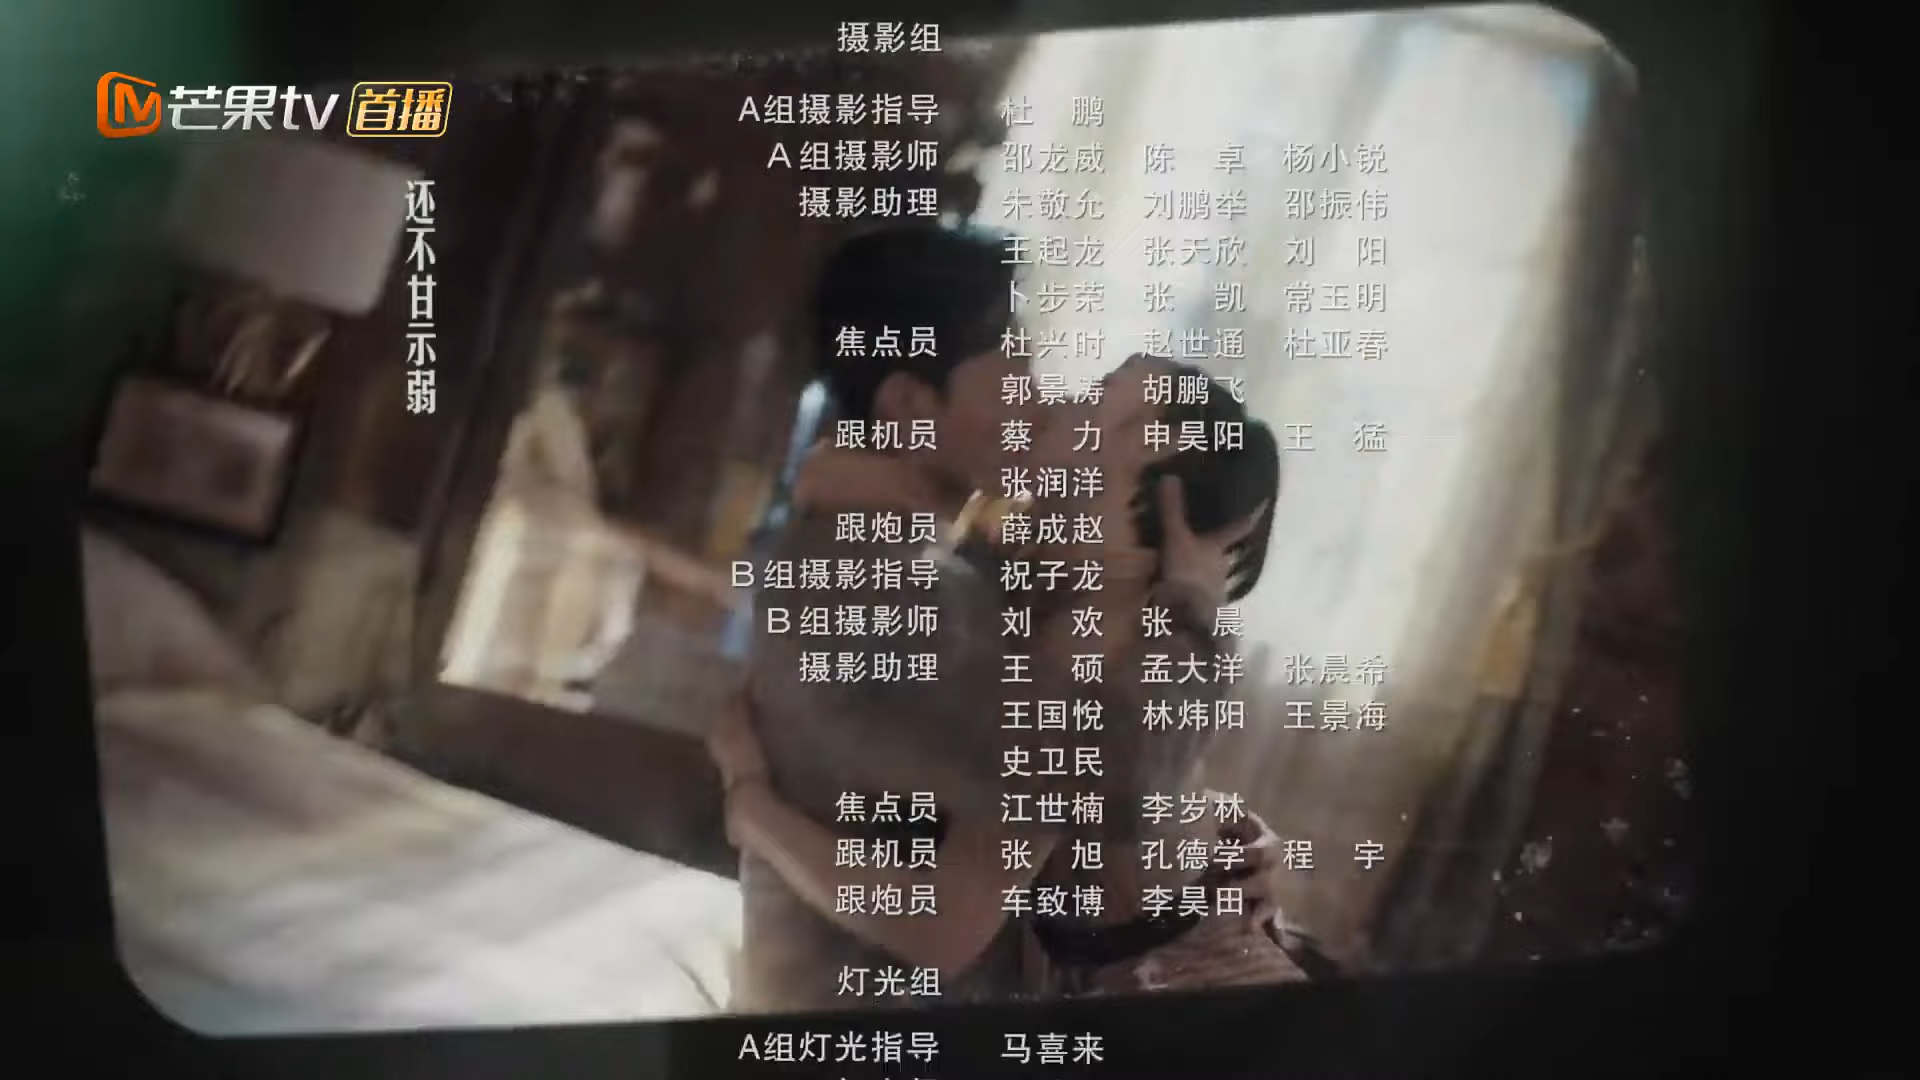 芒果tv 首播
还不甘示弱
摄影组
A组摄影指导 杜 鹏
A组摄影师 邵龙威 陈 卓 杨小锐
摄影助理 朱敬允 刘鹏举 邵振伟
王起龙 张天欣 刘 阳
卜步荣 张 凯 常玉明
焦点员 杜兴时 赵世通 杜亚春
郭景涛 胡鹏飞
跟机员 蔡 力 申昊阳 王 猛
张润洋
跟炮员 薛成赵
B组摄影指导 祝子龙
B组摄影师 刘 欢 张 晨
摄影助理 王 硕 孟大洋 张晨希
王国悦 林炜阳 王景海
史卫民
焦点员 江世楠 李岁林
跟机员 张 旭 孔德学 程 宇
跟炮员 车致博 李昊田
灯光组
A组灯光指导 马喜来